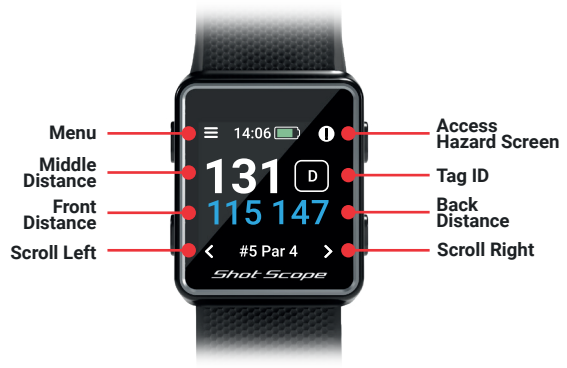 Menu
Middle
Distance
Front
Distance
Scroll Left
14:06
131
D
115 147
#5 Par 4
Shot Scope
Access
Hazard Screen
Tag ID
Back
Distance
Scroll Right